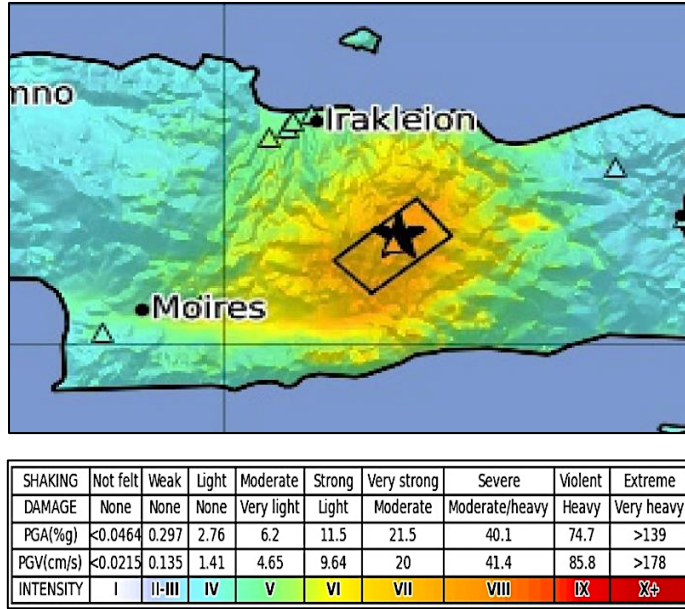 mno
Irakleion
Moires
SHAKING Not felt Weak Light Moderate Strong Very strong Severe Violent Extreme
DAMAGE None None None Very light Light Moderate Moderate/heavy Heavy Very heavy
PGA(%g) <0.0464 0.297 2.76 6.2 11.5 21.5 40.1 74.7 >139
PGV(cm/s) <0.0215 0.135 1.41 4.65 9.64 20 41.4 85.8 >178
INTENSITY I II-III IV V VI VII VIII IX X+